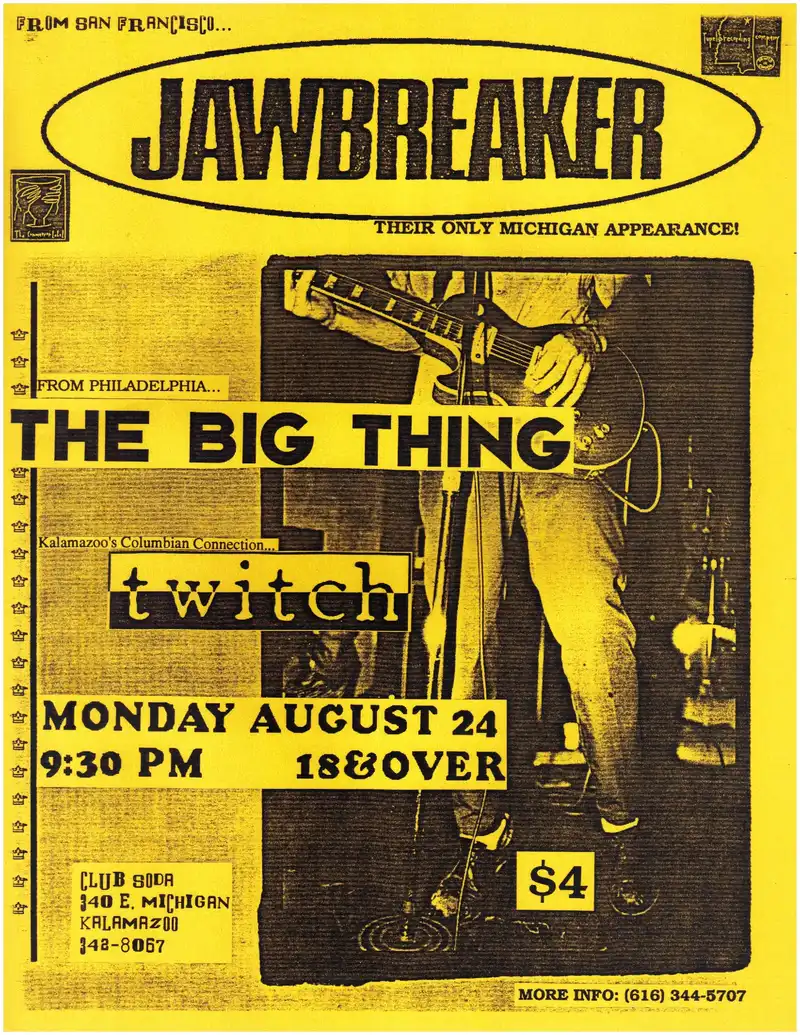 FROM SAN FRANCISCO...
JAWBREAKER
THEIR ONLY MICHIGAN APPEARANCE!
FROM PHILADELPHIA...
THE BIG THING
Kalamazoo's Columbian Connection...
twitch
MONDAY AUGUST 24
9:30 PM 18&OVER
CLUB SODA
340 E. MICHIGAN
KALAMAZOO
342-8067
$4
MORE INFO: (616) 344-5707